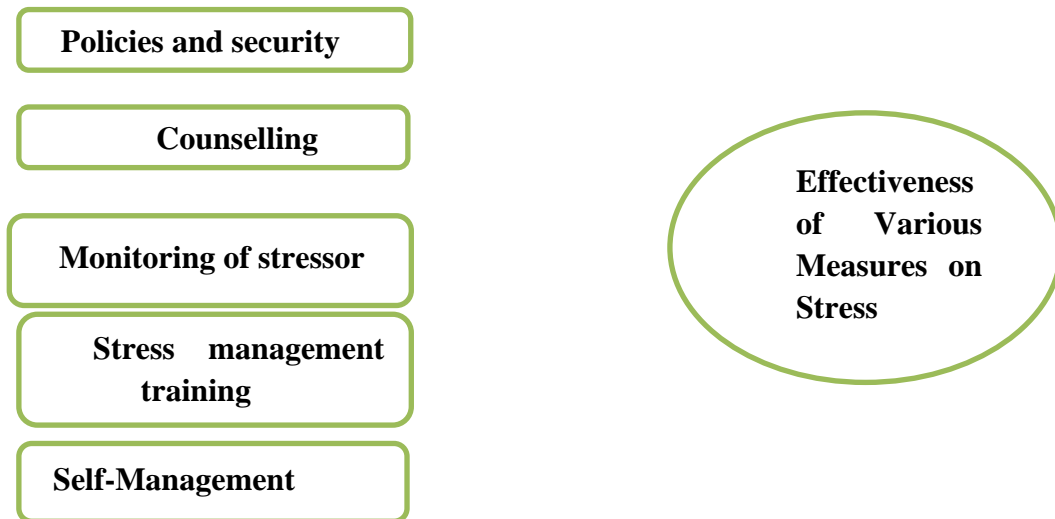 Policies and security
Counselling
Monitoring of stressor
Stress management
training
Self-Management
Effectiveness
of Various
Measures on
Stress